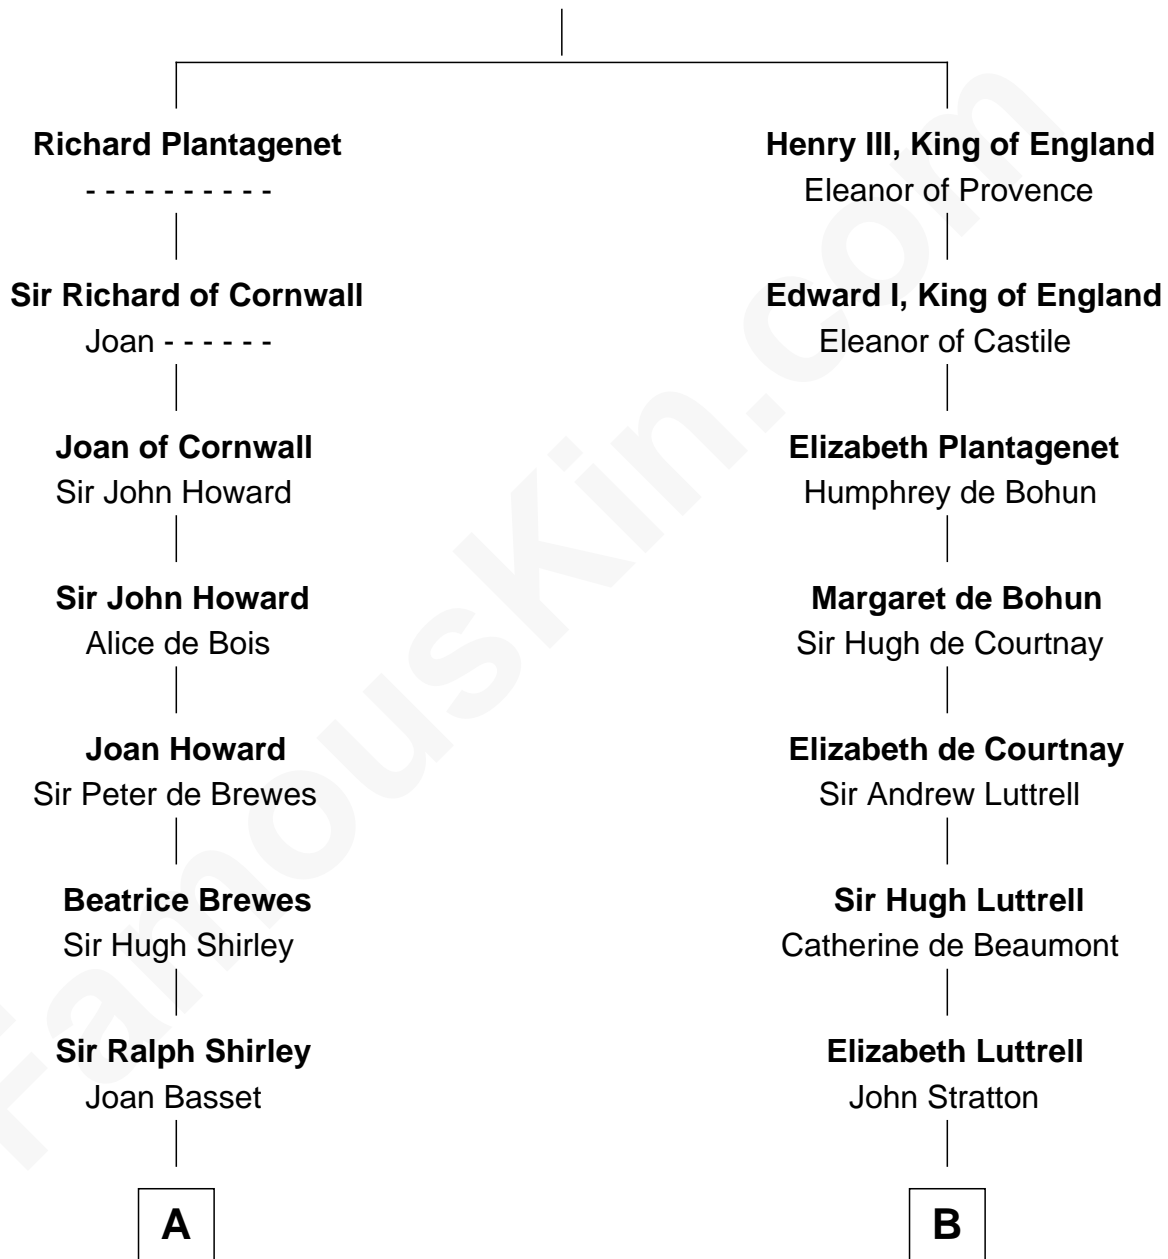 Richard Plantagenet
- - - - - - - - - -
Sir Richard of Cornwall
Joan - - - - - -
Joan of Cornwall
Sir John Howard
Sir John Howard
Alice de Bois
Joan Howard
Sir Peter de Brewes
Beatrice Brewes
Sir Hugh Shirley
Sir Ralph Shirley
Joan Basset
A
Henry III, King of England
Eleanor of Provence
Edward I, King of England
Eleanor of Castile
Elizabeth Plantagenet
Humphrey de Bohun
Margaret de Bohun
Sir Hugh de Courtnay
Elizabeth de Courtnay
Sir Andrew Luttrell
Sir Hugh Luttrell
Catherine de Beaumont
Elizabeth Luttrell
John Stratton
B
FamousKin.com